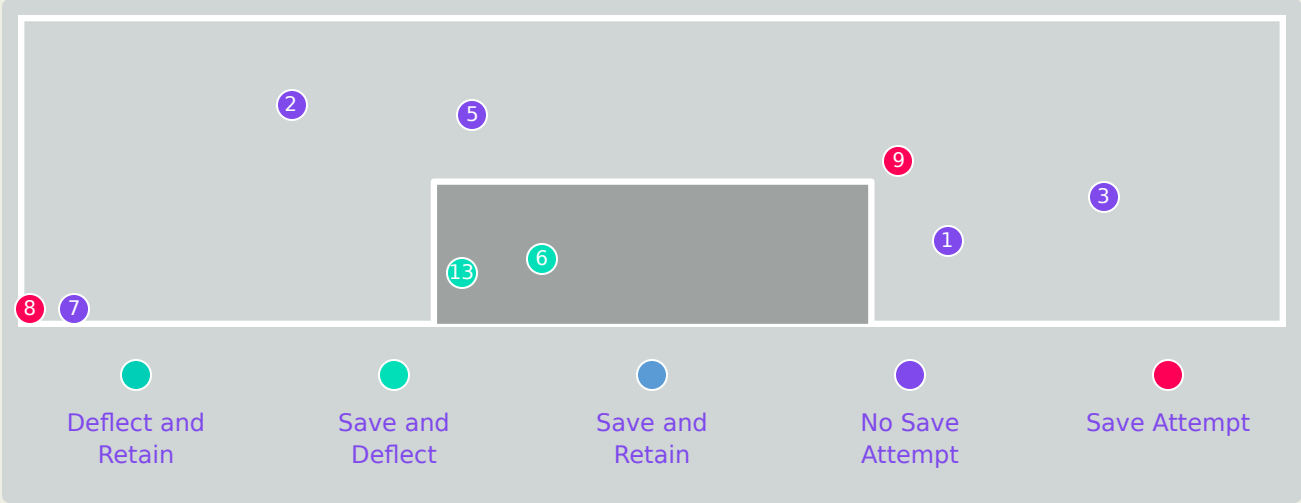 2
5
9
3
1
6
13
8
7
Deflect and
Retain
Save and
Deflect
Save and
Retain
No Save
Attempt
Save Attempt